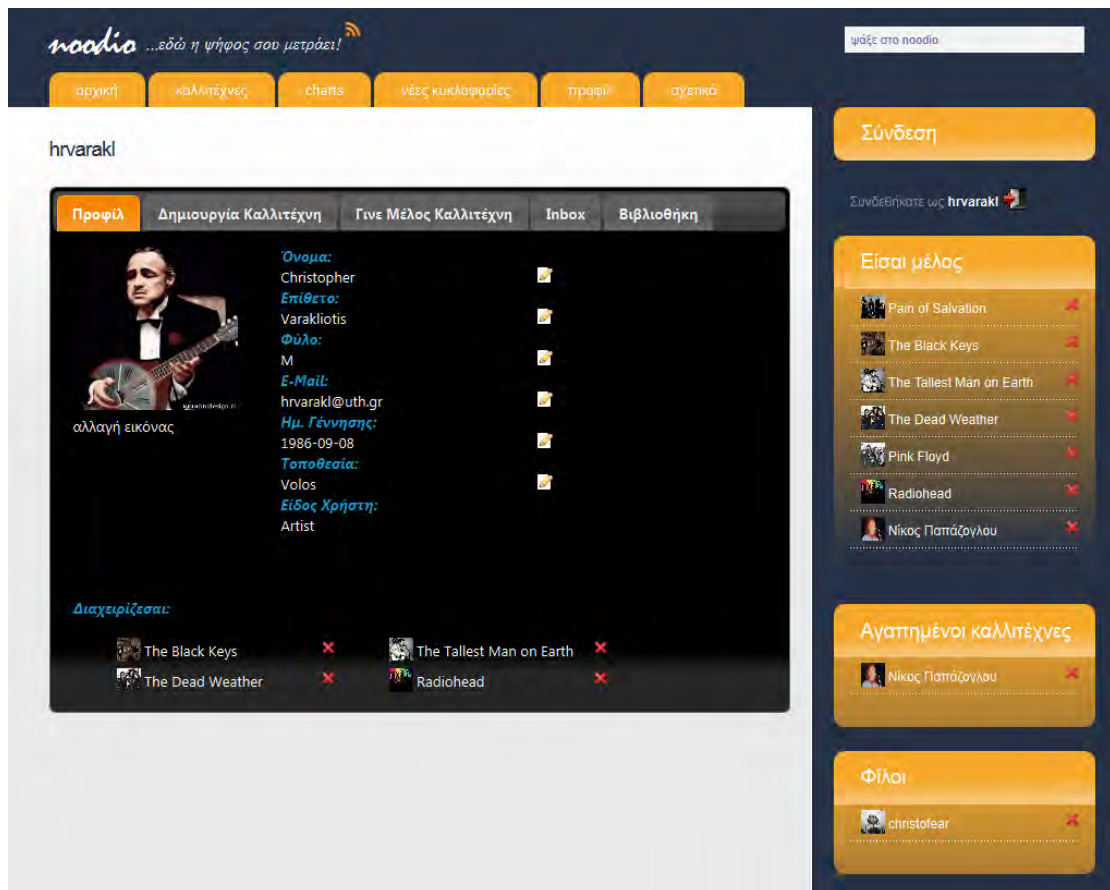 noodio ...εδώ η ψήφος σου μετράει!
ψάξε στο noodio
αρχική καλλιτέχνες charts νέες κυκλοφορίες προφίλ σχετικά
hrvarakl
Προφίλ Δημιουργία Καλλιτέχνη Γινε Μέλος Καλλιτέχνη Inbox Βιβλιοθήκη
αλλαγή εικόνας
Όνομα:
Christopher
Επίθετο:
Varakliotis
Φύλο:
M
E-Mail:
hrvarakl@uth.gr
Ημ. Γέννησης:
1986-09-08
Τοποθεσία:
Volos
Είδος Χρήστη:
Artist
Διαχειρίζεσαι:
The Black Keys The Tallest Man on Earth
The Dead Weather Radiohead
Σύνδεση
Συνδεθήκατε ως hrvarakl
Είσαι μέλος
Pain of Salvation
The Black Keys
The Tallest Man on Earth
The Dead Weather
Pink Floyd
Radiohead
Νίκος Παπάζογλου
Αγαπημένοι καλλιτέχνες
Νίκος Παπάζογλου
Φίλοι
christofear